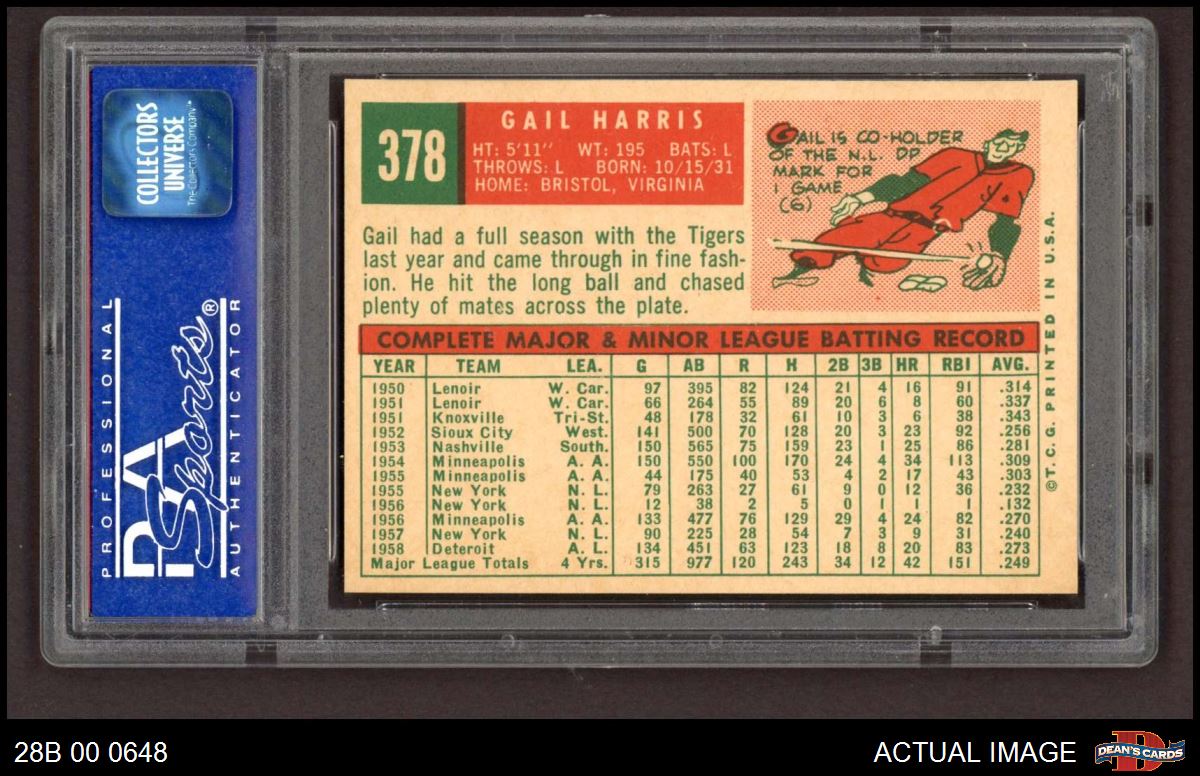 COLLECTORS
UNIVERSE
The Collectors Company™
PROFESSIONAL
PSA
Sports®
AUTHENTICATOR
378
GAIL HARRIS
HT: 5'11" WT: 195 BATS: L
THROWS: L BORN: 10/15/31
HOME: BRISTOL, VIRGINIA
GAIL IS CO-HOLDER
OF THE N.L. DP
MARK FOR
1 GAME
(6)
Gail had a full season with the Tigers
last year and came through in fine fash-
ion. He hit the long ball and chased
plenty of mates across the plate.
COMPLETE MAJOR & MINOR LEAGUE BATTING RECORD
YEAR TEAM LEA. G AB R H 2B 3B HR RBI AVG.
1950 Lenoir W. Car. 97 395 82 124 21 4 16 91 .314
1951 Lenoir W. Car. 66 264 55 89 20 6 8 60 .337
1951 Knoxville Tri-St. 48 178 32 61 10 3 6 38 .343
1952 Sioux City West. 141 500 70 128 20 3 23 92 .256
1953 Nashville South. 150 565 75 159 23 1 25 86 .281
1954 Minneapolis A. A. 150 550 100 170 24 4 34 113 .309
1955 Minneapolis A. A. 44 175 40 53 4 2 17 43 .303
1955 New York N. L. 79 263 27 61 9 0 12 36 .232
1956 New York N. L. 12 38 2 5 0 1 1 1 .132
1956 Minneapolis A. A. 133 477 76 129 29 4 24 82 .270
1957 New York N. L. 90 225 28 54 7 3 9 31 .240
1958 Deteroit A. L. 134 451 63 123 18 8 20 83 .273
Major League Totals 4 Yrs. 315 977 120 243 34 12 42 151 .249
©T. C. G. PRINTED IN U.S.A.
28B 00 0648
ACTUAL IMAGE
DEAN'S CARDS